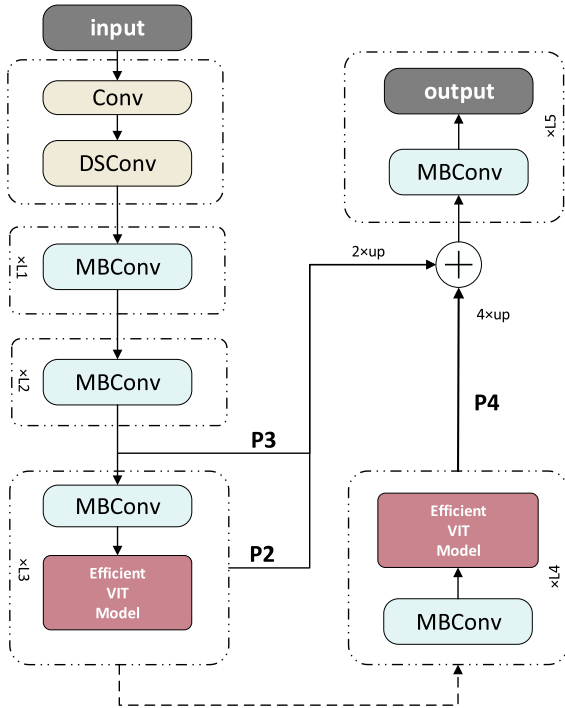 input
Conv
DSConv
×L1
MBConv
×L2
MBConv
P3
×L3
MBConv
Efficient
VIT
Model
P2
output
×L5
MBConv
2×up
4×up
P4
Efficient
VIT
Model
×L4
MBConv